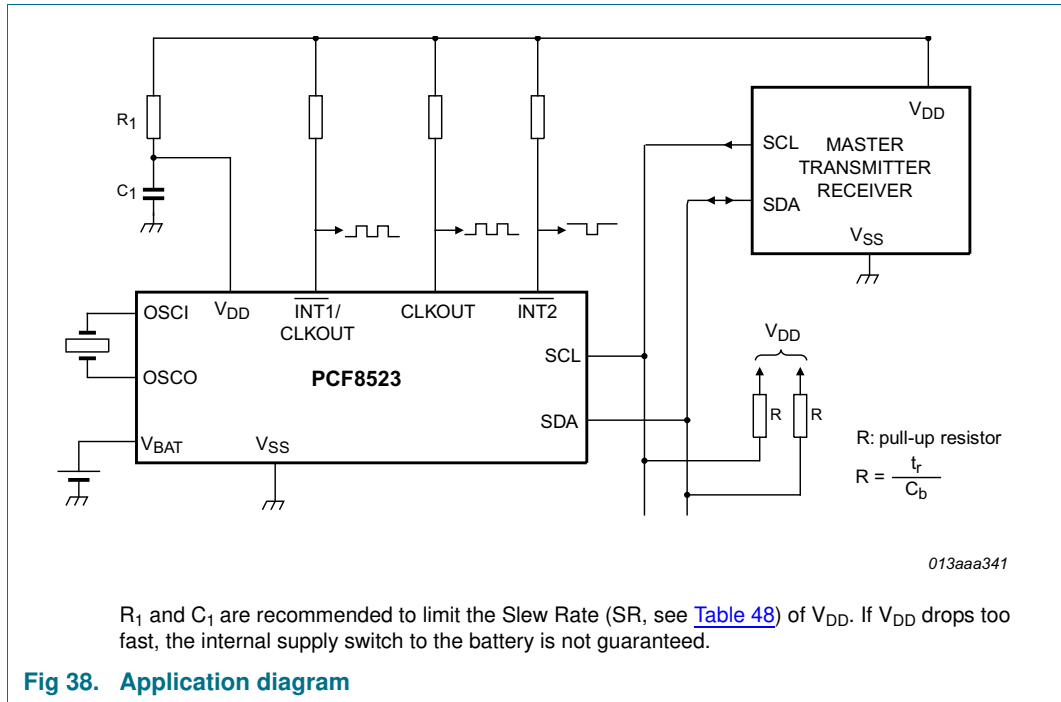 R1
C1
VDD
SCL
MASTER
TRANSMITTER
RECEIVER
SDA
VSS
OSCI
VDD
INT1/
CLKOUT
CLKOUT
INT2
SCL
OSCO
PCF8523
SDA
VBAT
VSS
VDD
R
R
R: pull-up resistor
R = tr / Cb
013aaa341
R1 and C1 are recommended to limit the Slew Rate (SR, see Table 48) of VDD. If VDD drops too
fast, the internal supply switch to the battery is not guaranteed.
Fig 38. Application diagram